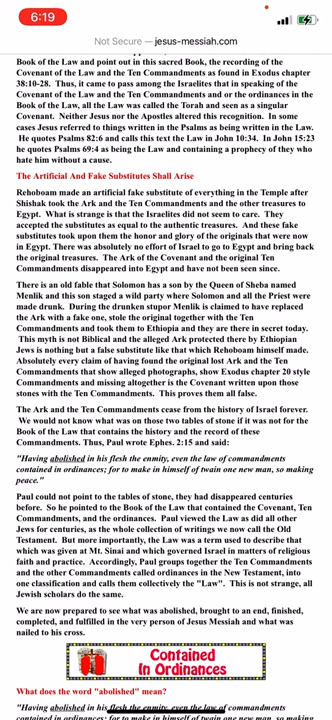 6:19
Not Secure — jesus-messiah.com
Book of the Law and point out in this sacred Book, the recording of the
Covenant of the Law and the Ten Commandments as found in Exodus chapter
38:10-28.  Thus, it came to pass among the Israelites that in speaking of the
Covenant of the Law and the Ten Commandments and or the ordinances in the
Book of the Law, all the Law was called the Torah and seen as a singular
Covenant.  Neither Jesus nor the Apostles altered this recognition.  In some
cases Jesus referred to things written in the Psalms as being written in the Law.
He quotes Psalms 82:6 and calls this text the Law in John 10:34.  In John 15:23
he quotes Psalms 69:4 as being the Law and containing a prophecy of they who
hate him without a cause.
The Artificial And Fake Substitutes Shall Arise
Rehoboam made an artificial fake substitute of everything in the Temple after
Shishak took the Ark and the Ten Commandments and the other treasures to
Egypt.  What is strange is that the Israelites did not seem to care.  They
accepted the substitutes as equal to the authentic treasures.  And these fake
substitutes took upon them the honor and glory of the originals that were now
in Egypt. There was absolutely no effort of Israel to go to Egypt and bring back
the original treasures.  The Ark of the Covenant and the original Ten
Commandments disappeared into Egypt and have not been seen since.
There is an old fable that Solomon has a son by the Queen of Sheba named
Menlik and this son staged a wild party where Solomon and all the Priest were
made drunk.  During the drunken stupor Menlik is claimed to have replaced
the Ark with a fake one, stole the original together with the Ten
Commandments and took them to Ethiopia and they are there in secret today.
This myth is not Biblical and the alleged Ark protected there by Ethiopian
Jews is nothing but a false substitute like that which Rehoboam himself made.
Absolutely every claim of having found the original lost Ark and the Ten
Commandments that show alleged photographs, show Exodus chapter 20 style
Commandments and missing altogether is the Covenant written upon those
stones with the Ten Commandments.  This proves them all false.
The Ark and the Ten Commandments cease from the history of Israel forever.
We would not know what was on those two tables of stone if it was not for the
Book of the Law that contains the history and the record of these
Commandments. Thus, Paul wrote Ephes. 2:15 and said:
"Having abolished in his flesh the enmity, even the law of commandments
contained in ordinances; for to make in himself of twain one new man, so making
peace."
Paul could not point to the tables of stone, they had disappeared centuries
before.  So he pointed to the Book of the Law that contained the Covenant, Ten
Commandments, and the ordinances.  Paul viewed the Law as did all other
Jews for centuries, as the whole collection of writings we now call the Old
Testament.  But more importantly, the Law was a term used to describe that
which was given at Mt. Sinai and which governed Israel in matters of religious
faith and practice.  Accordingly, Paul groups together the Ten Commandments
and the other Commandments called ordinances in the New Testament, into
one classification and calls them collectively the "Law".  This is not strange, all
Jewish scholars do the same.
We are now prepared to see what was abolished, brought to an end, finished,
completed, and fulfilled in the very person of Jesus Messiah and what was
nailed to his cross.
Contained
In Ordinances
What does the word "abolished" mean?
"Having abolished in his flesh the enmity, even the law of commandments